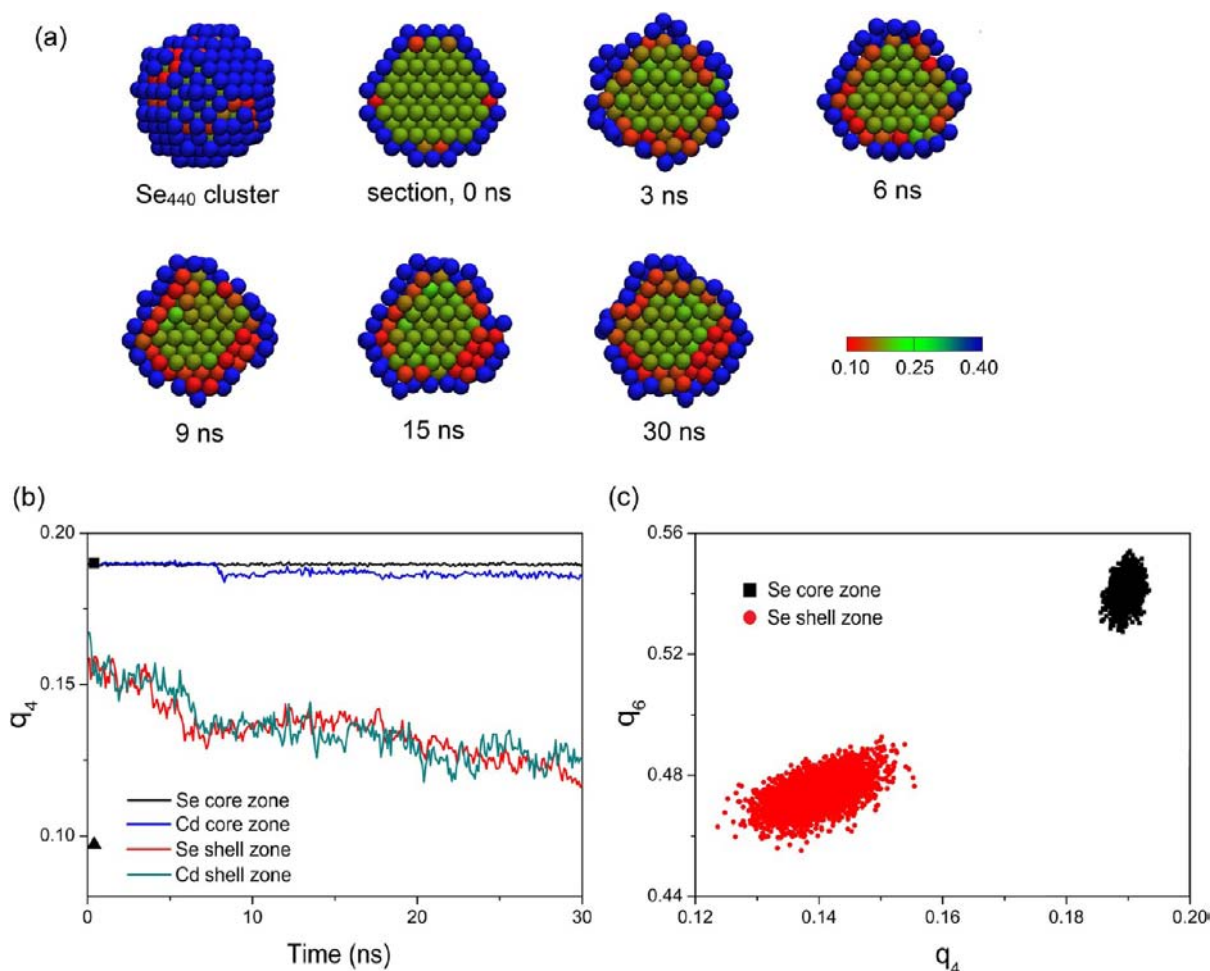 (a)
Se440 cluster
section, 0 ns
3 ns
6 ns
9 ns
15 ns
30 ns
0.10 0.25 0.40
(b)
0.20
0.15
0.10
q4
Se core zone
Cd core zone
Se shell zone
Cd shell zone
0 10 20 30
Time (ns)
(c)
0.56
0.52
0.48
0.44
q6
Se core zone
Se shell zone
0.12 0.14 0.16 0.18 0.20
q4